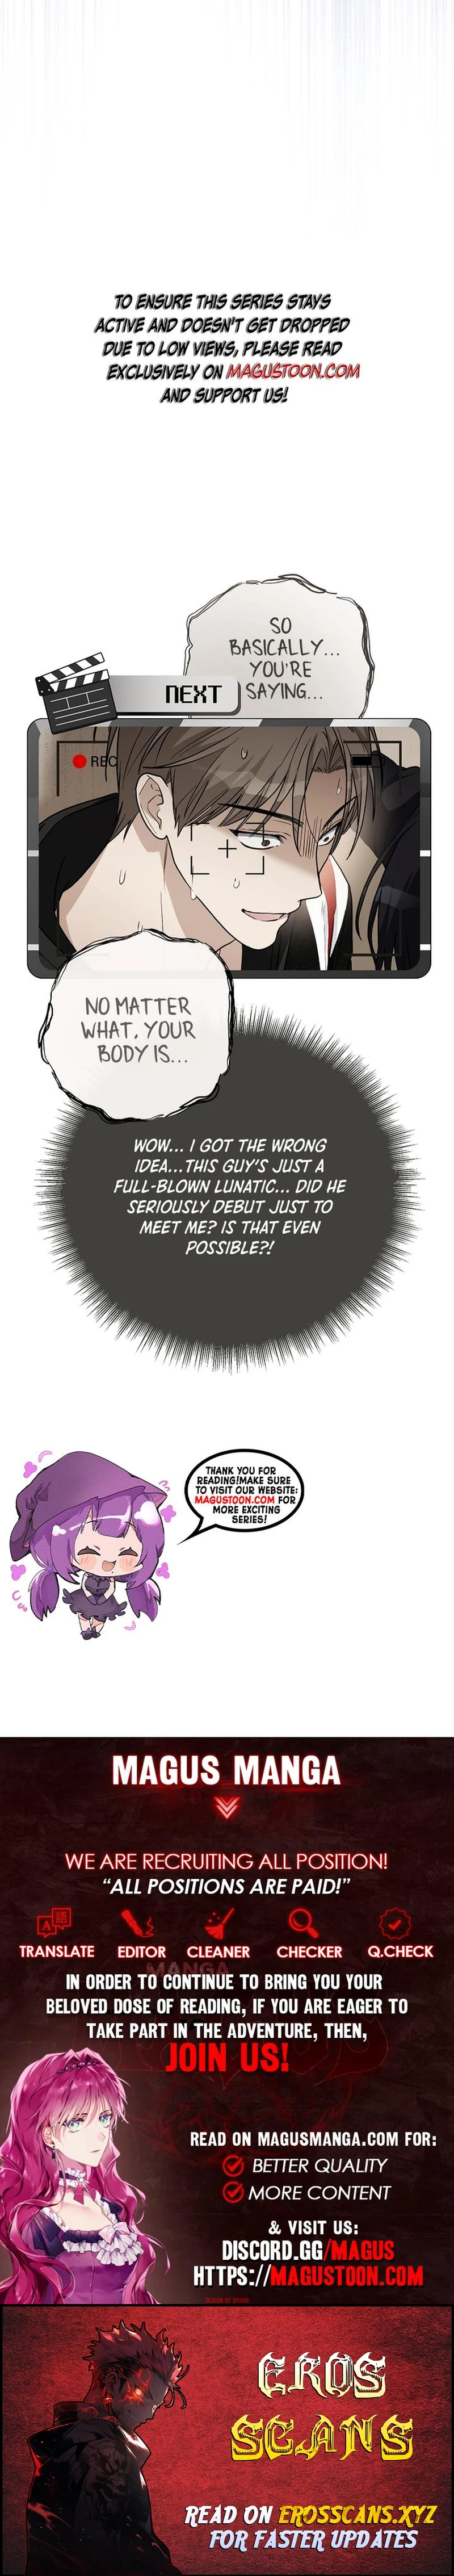 TO ENSURE THIS SERIES STAYS
ACTIVE AND DOESN'T GET DROPPED
DUE TO LOW VIEWS, PLEASE READ
EXCLUSIVELY ON MAGUSTOON.COM
AND SUPPORT US!
SO
BASICALLY...
YOU'RE
SAYING...
NEXT
REC
NO MATTER
WHAT, YOUR
BODY IS...
WOW... I GOT THE WRONG
IDEA...THIS GUY'S JUST A
FULL-BLOWN LUNATIC... DID HE
SERIOUSLY DEBUT JUST TO
MEET ME? IS THAT EVEN
POSSIBLE?!
THANK YOU FOR
READING!MAKE SURE
TO VISIT OUR WEBSITE:
MAGUSTOON.COM FOR
MORE EXCITING
SERIES!
MAGUS MANGA
WE ARE RECRUITING ALL POSITION!
"ALL POSITIONS ARE PAID!"
A 語
TRANSLATE EDITOR CLEANER CHECKER Q.CHECK
MANGA
IN ORDER TO CONTINUE TO BRING YOU YOUR
BELOVED DOSE OF READING, IF YOU ARE EAGER TO
TAKE PART IN THE ADVENTURE, THEN,
JOIN US!
READ ON MAGUSMANGA.COM FOR:
BETTER QUALITY
MORE CONTENT
& VISIT US:
DISCORD.GG/MAGUS
HTTPS://MAGUSTOON.COM
EROS
SCANS
READ ON EROSSCANS.XYZ
FOR FASTER UPDATES